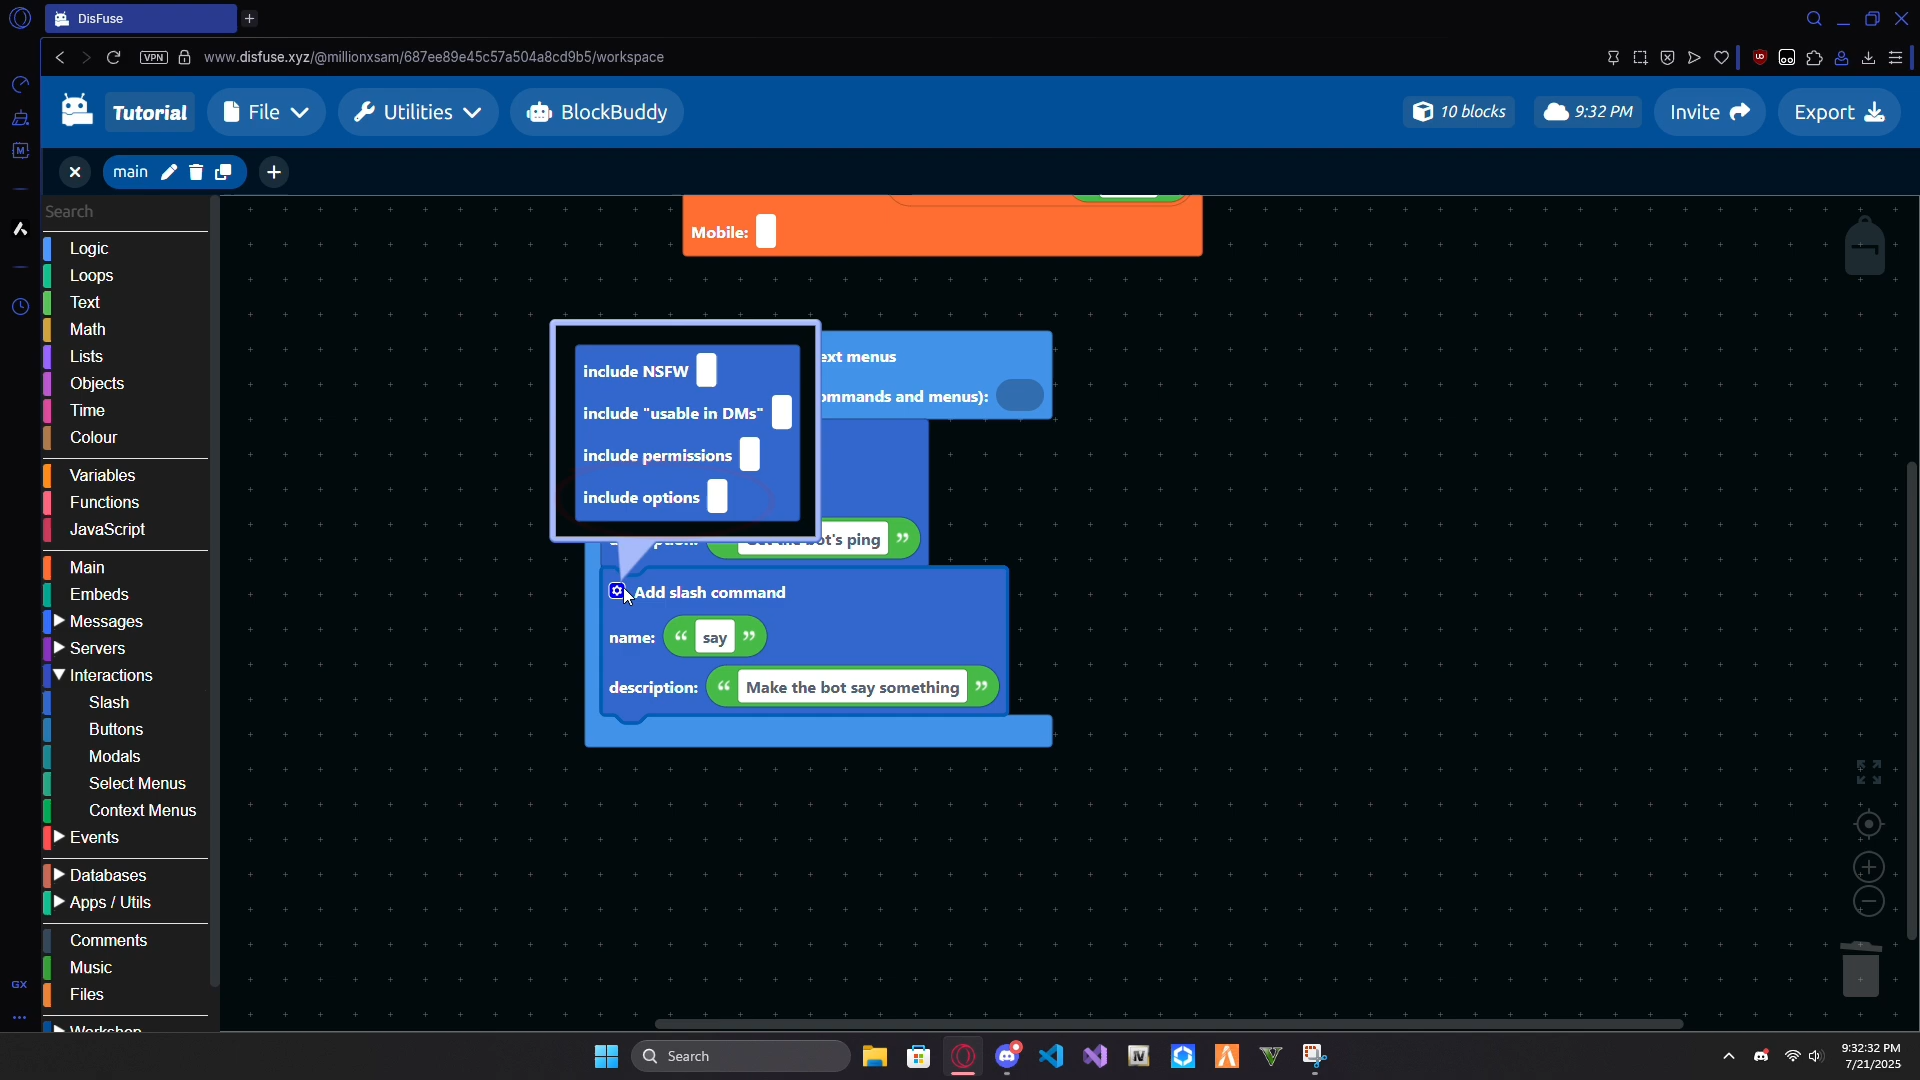 DisFuse
VPN
www.disfuse.xyz/@millionxsam/687ee89e45c57a504a8cd9b5/workspace
Tutorial
File
Utilities
BlockBuddy
10 blocks
9:32 PM
Invite
Export
main
Search
Logic
Loops
Text
Math
Lists
Objects
Time
Colour
Variables
Functions
JavaScript
Main
Embeds
Messages
Servers
Interactions
Slash
Buttons
Modals
Select Menus
Context Menus
Events
Databases
Apps / Utils
Comments
Music
Files
Workshop
GX
Mobile:
ext menus
ommands and menus):
include NSFW
include "usable in DMs"
include permissions
include options
bot's ping ”
Add slash command
name: “ say ”
description: “ Make the bot say something ”
Search
9:32:32 PM
7/21/2025